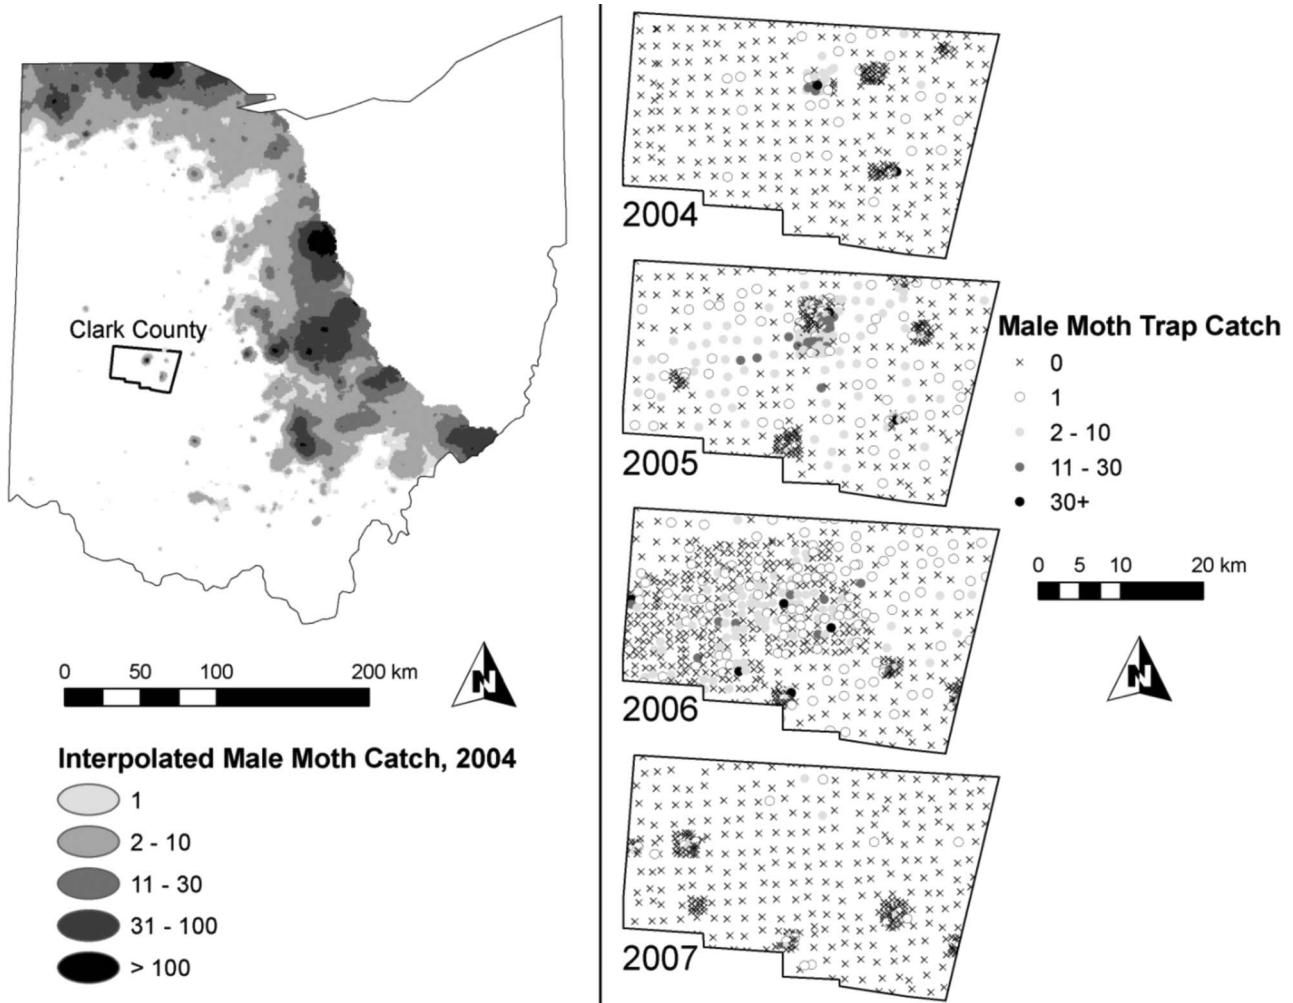 Clark County
0 50 100 200 km
N
Interpolated Male Moth Catch, 2004
1
2 - 10
11 - 30
31 - 100
> 100
2004
2005
2006
2007
Male Moth Trap Catch
0
1
2 - 10
11 - 30
30+
0 5 10 20 km
N